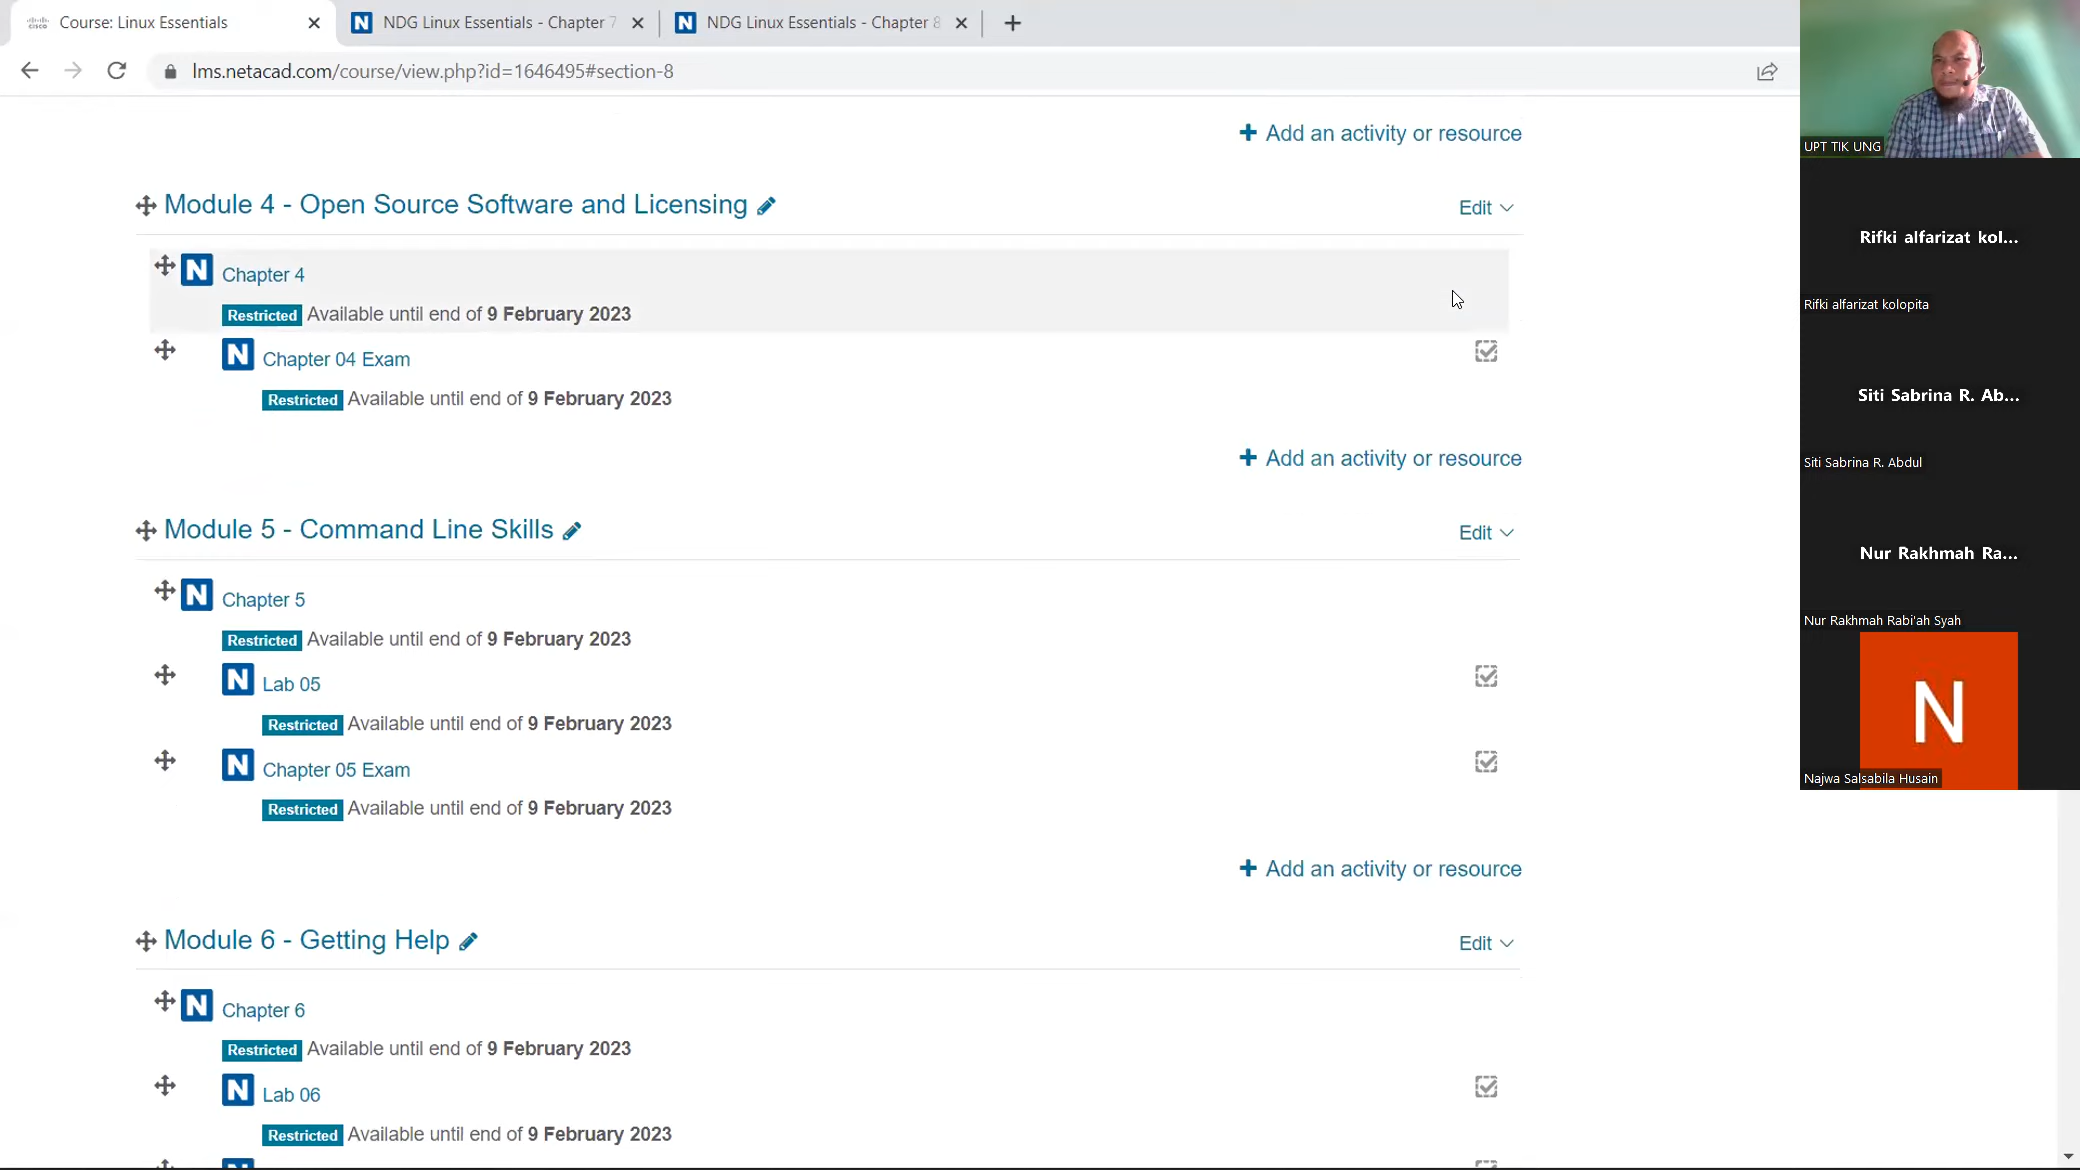 Course: Linux Essentials
NDG Linux Essentials - Chapter 7
NDG Linux Essentials - Chapter 8
lms.netacad.com/course/view.php?id=1646495#section-8
Add an activity or resource
Module 4 - Open Source Software and Licensing
Edit
Chapter 4
Restricted Available until end of 9 February 2023
Chapter 04 Exam
Restricted Available until end of 9 February 2023
Add an activity or resource
Module 5 - Command Line Skills
Edit
Chapter 5
Restricted Available until end of 9 February 2023
Lab 05
Restricted Available until end of 9 February 2023
Chapter 05 Exam
Restricted Available until end of 9 February 2023
Add an activity or resource
Module 6 - Getting Help
Edit
Chapter 6
Restricted Available until end of 9 February 2023
Lab 06
Restricted Available until end of 9 February 2023
UPT TIK UNG
Rifki alfarizat kol...
Rifki alfarizat kolopita
Siti Sabrina R. Ab...
Siti Sabrina R. Abdul
Nur Rakhmah Ra...
Nur Rakhmah Rabi'ah Syah
N
Najwa Salsabila Husain